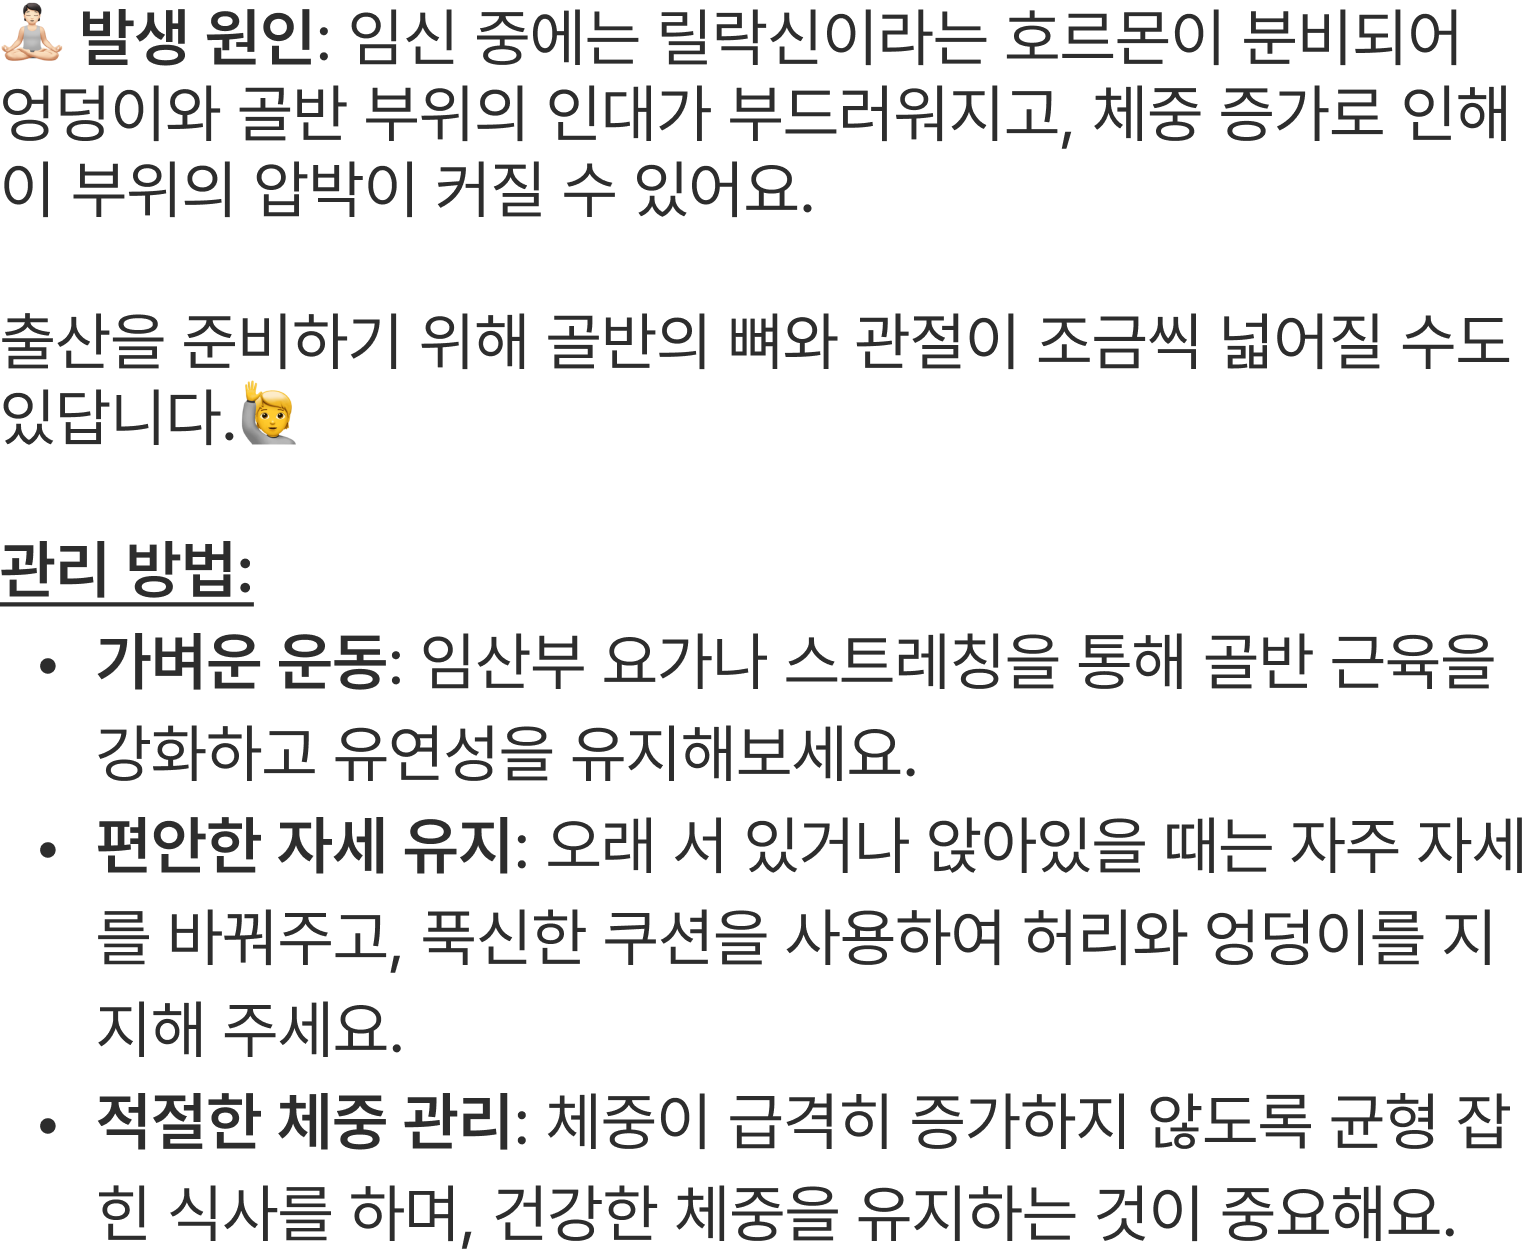 🧘🏻 발생 원인: 임신 중에는 릴락신이라는 호르몬이 분비되어
엉덩이와 골반 부위의 인대가 부드러워지고, 체중 증가로 인해
이 부위의 압박이 커질 수 있어요.
출산을 준비하기 위해 골반의 뼈와 관절이 조금씩 넓어질 수도
있답니다.🙋
관리 방법:
• 가벼운 운동: 임산부 요가나 스트레칭을 통해 골반 근육을
강화하고 유연성을 유지해보세요.
• 편안한 자세 유지: 오래 서 있거나 앉아있을 때는 자주 자세
를 바꿔주고, 푹신한 쿠션을 사용하여 허리와 엉덩이를 지
지해 주세요.
• 적절한 체중 관리: 체중이 급격히 증가하지 않도록 균형 잡
힌 식사를 하며, 건강한 체중을 유지하는 것이 중요해요.